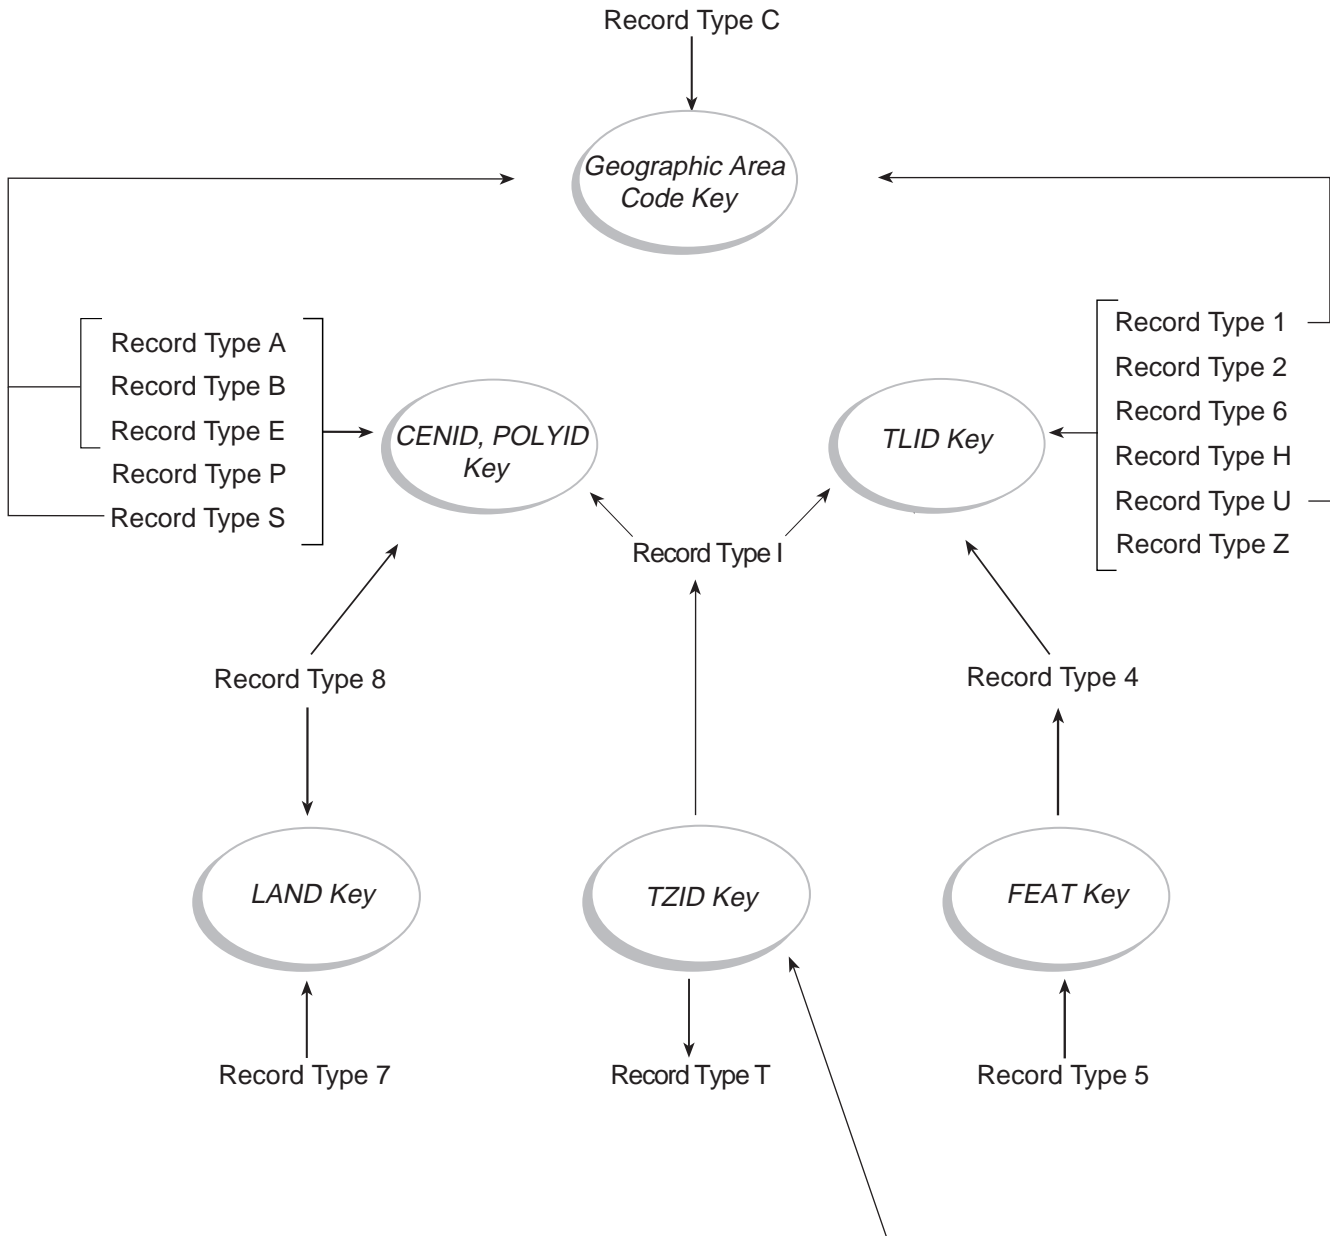 Record Type C
Geographic Area
Code Key
Record Type A
Record Type B
Record Type E
Record Type P
Record Type S
CENID, POLYID
Key
TLID Key
Record Type 1
Record Type 2
Record Type 6
Record Type H
Record Type U
Record Type Z
Record Type I
Record Type 8
Record Type 4
LAND Key
TZID Key
FEAT Key
Record Type 7
Record Type T
Record Type 5